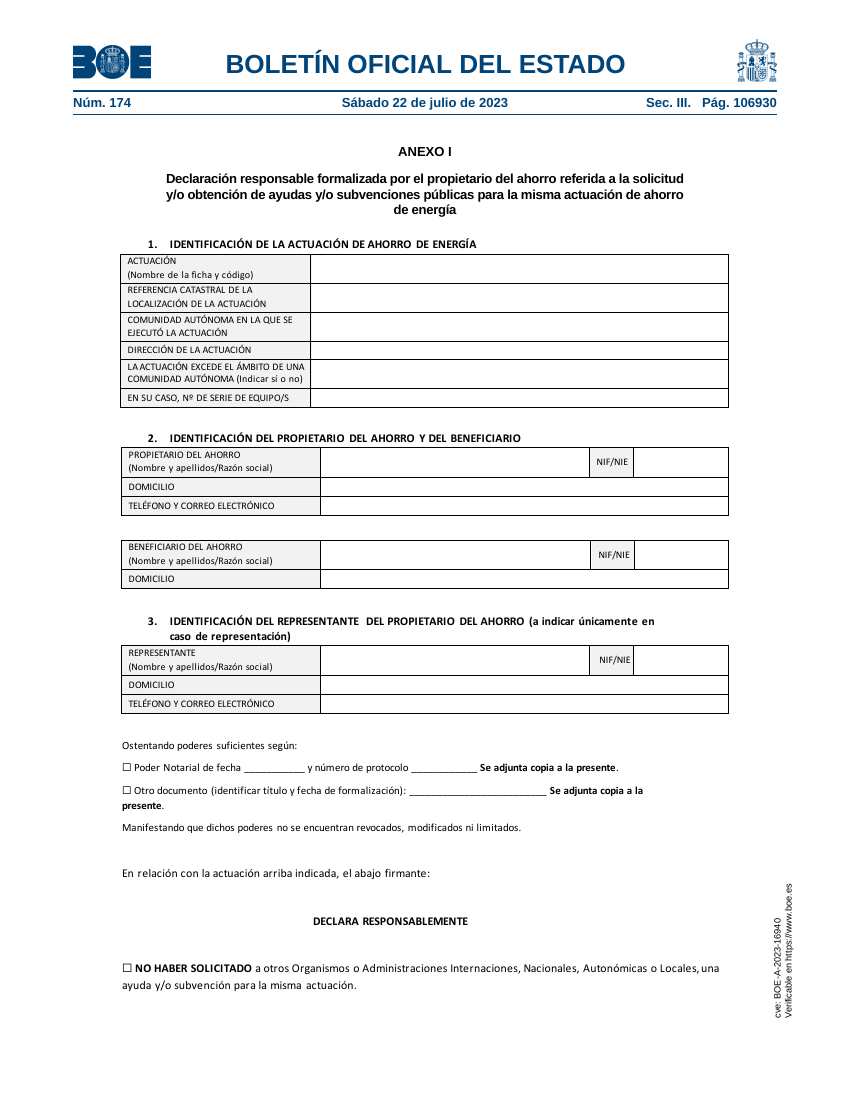 BOE
BOLETÍN OFICIAL DEL ESTADO
Núm. 174 Sábado 22 de julio de 2023 Sec. III. Pág. 106930
ANEXO I
Declaración responsable formalizada por el propietario del ahorro referida a la solicitud
y/o obtención de ayudas y/o subvenciones públicas para la misma actuación de ahorro
de energía
1. IDENTIFICACIÓN DE LA ACTUACIÓN DE AHORRO DE ENERGÍA
ACTUACIÓN
(Nombre de la ficha y código)
REFERENCIA CATASTRAL DE LA
LOCALIZACIÓN DE LA ACTUACIÓN
COMUNIDAD AUTÓNOMA EN LA QUE SE
EJECUTÓ LA ACTUACIÓN
DIRECCIÓN DE LA ACTUACIÓN
LA ACTUACIÓN EXCEDE EL ÁMBITO DE UNA
COMUNIDAD AUTÓNOMA (Indicar sí o no)
EN SU CASO, Nº DE SERIE DE EQUIPO/S
2. IDENTIFICACIÓN DEL PROPIETARIO DEL AHORRO Y DEL BENEFICIARIO
PROPIETARIO DEL AHORRO
(Nombre y apellidos/Razón social)
NIF/NIE
DOMICILIO
TELÉFONO Y CORREO ELECTRÓNICO
BENEFICIARIO DEL AHORRO
(Nombre y apellidos/Razón social)
NIF/NIE
DOMICILIO
3. IDENTIFICACIÓN DEL REPRESENTANTE DEL PROPIETARIO DEL AHORRO (a indicar únicamente en
caso de representación)
REPRESENTANTE
(Nombre y apellidos/Razón social)
NIF/NIE
DOMICILIO
TELÉFONO Y CORREO ELECTRÓNICO
Ostentando poderes suficientes según:
☐ Poder Notarial de fecha ___________ y número de protocolo ____________ Se adjunta copia a la presente.
☐ Otro documento (identificar título y fecha de formalización): _________________________ Se adjunta copia a la
presente.
Manifestando que dichos poderes no se encuentran revocados, modificados ni limitados.
En relación con la actuación arriba indicada, el abajo firmante:
DECLARA RESPONSABLEMENTE
☐ NO HABER SOLICITADO a otros Organismos o Administraciones Internaciones, Nacionales, Autonómicas o Locales, una
ayuda y/o subvención para la misma actuación.
cve: BOE-A-2023-16940
Verificable en https://www.boe.es